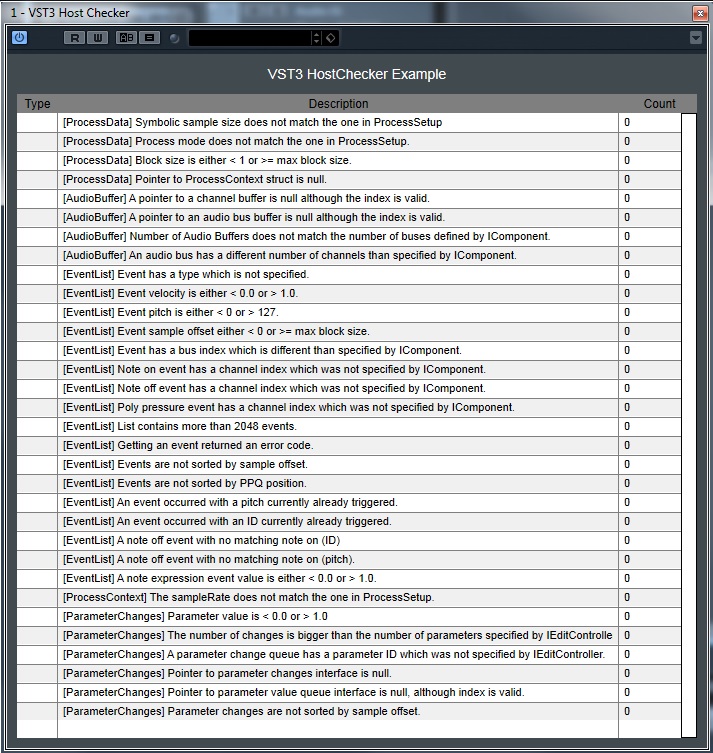 1 - VST3 Host Checker
R W AB =
VST3 HostChecker Example
Type Description Count
[ProcessData] Symbolic sample size does not match the one in ProcessSetup 0
[ProcessData] Process mode does not match the one in ProcessSetup. 0
[ProcessData] Block size is either < 1 or >= max block size. 0
[ProcessData] Pointer to ProcessContext struct is null. 0
[AudioBuffer] A pointer to a channel buffer is null although the index is valid. 0
[AudioBuffer] A pointer to an audio bus buffer is null although the index is valid. 0
[AudioBuffer] Number of Audio Buffers does not match the number of buses defined by IComponent. 0
[AudioBuffer] An audio bus has a different number of channels than specified by IComponent. 0
[EventList] Event has a type which is not specified. 0
[EventList] Event velocity is either < 0.0 or > 1.0. 0
[EventList] Event pitch is either < 0 or > 127. 0
[EventList] Event sample offset either < 0 or >= max block size. 0
[EventList] Event has a bus index which is different than specified by IComponent. 0
[EventList] Note on event has a channel index which was not specified by IComponent. 0
[EventList] Note off event has a channel index which was not specified by IComponent. 0
[EventList] Poly pressure event has a channel index which was not specified by IComponent. 0
[EventList] List contains more than 2048 events. 0
[EventList] Getting an event returned an error code. 0
[EventList] Events are not sorted by sample offset. 0
[EventList] Events are not sorted by PPQ position. 0
[EventList] An event occurred with a pitch currently already triggered. 0
[EventList] An event occurred with an ID currently already triggered. 0
[EventList] A note off event with no matching note on (ID) 0
[EventList] A note off event with no matching note on (pitch). 0
[EventList] A note expression event value is either < 0.0 or > 1.0. 0
[ProcessContext] The sampleRate does not match the one in ProcessSetup. 0
[ParameterChanges] Parameter value is < 0.0 or > 1.0 0
[ParameterChanges] The number of changes is bigger than the number of parameters specified by IEditControlle 0
[ParameterChanges] A parameter change queue has a parameter ID which was not specified by IEditController. 0
[ParameterChanges] Pointer to parameter changes interface is null. 0
[ParameterChanges] Pointer to parameter value queue interface is null, although index is valid. 0
[ParameterChanges] Parameter changes are not sorted by sample offset. 0